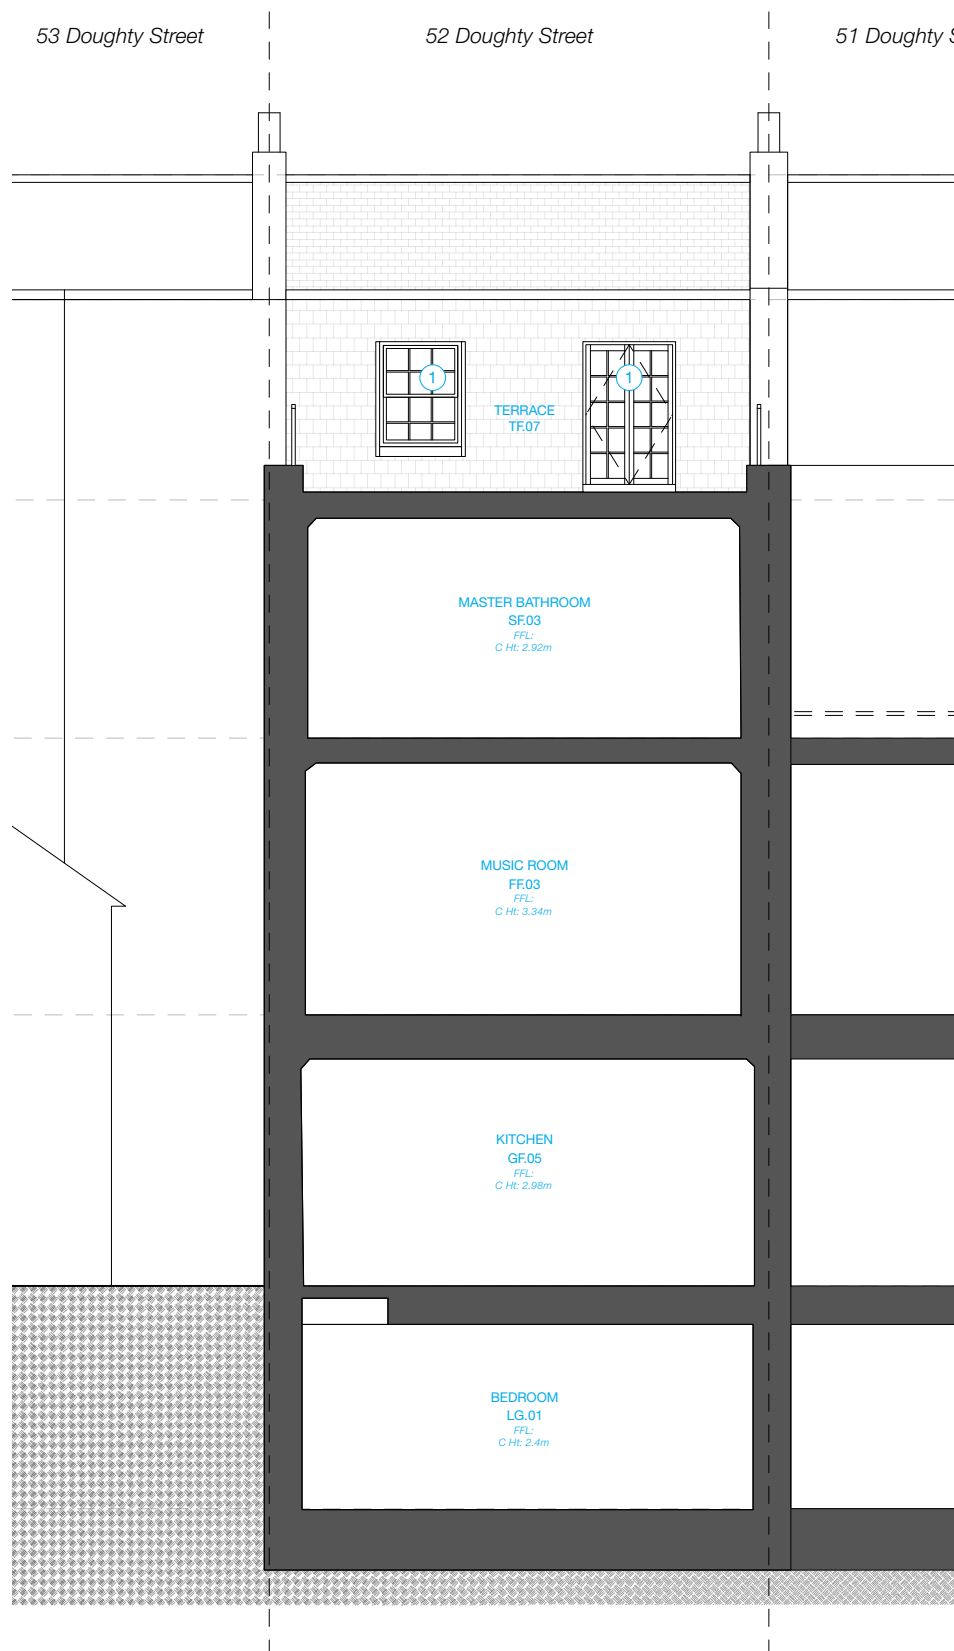 53 Doughty Street
52 Doughty Street
51 Doughty
1
1
TERRACE
TF.07
MASTER BATHROOM
SF.03
FFL:
C Ht: 2.92m
MUSIC ROOM
FF.03
FFL:
C Ht: 3.34m
KITCHEN
GF.05
FFL:
C Ht: 2.98m
BEDROOM
LG.01
FFL:
C Ht: 2.4m